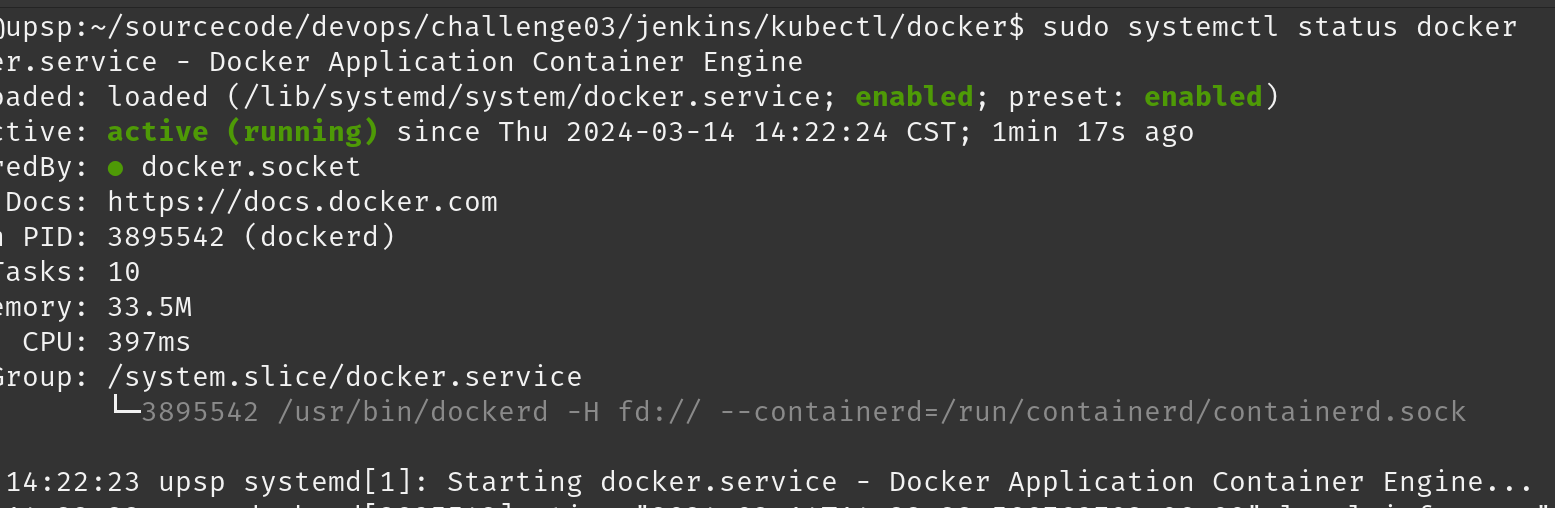 @upsp:~/sourcecode/devops/challenge03/jenkins/kubectl/docker$ sudo systemctl status docker
er.service - Docker Application Container Engine
oaded: loaded (/lib/systemd/system/docker.service; enabled; preset: enabled)
ctive: active (running) since Thu 2024-03-14 14:22:24 CST; 1min 17s ago
redBy: ● docker.socket
Docs: https://docs.docker.com
n PID: 3895542 (dockerd)
Tasks: 10
emory: 33.5M
CPU: 397ms
Group: /system.slice/docker.service
└─3895542 /usr/bin/dockerd -H fd:// --containerd=/run/containerd/containerd.sock
14:22:23 upsp systemd[1]: Starting docker.service - Docker Application Container Engine...